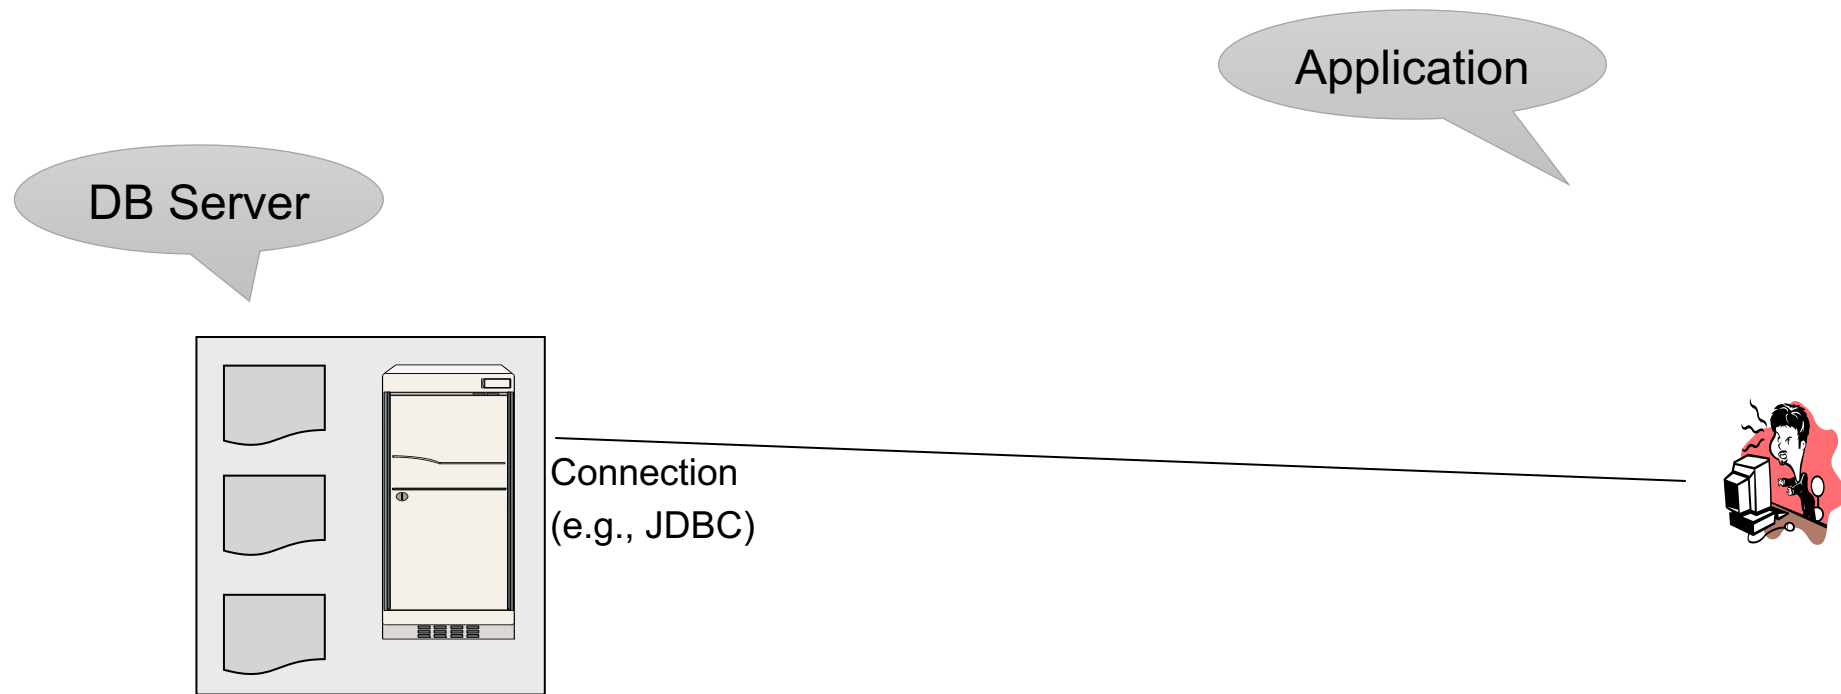 Application
DB Server
Connection
(e.g., JDBC)